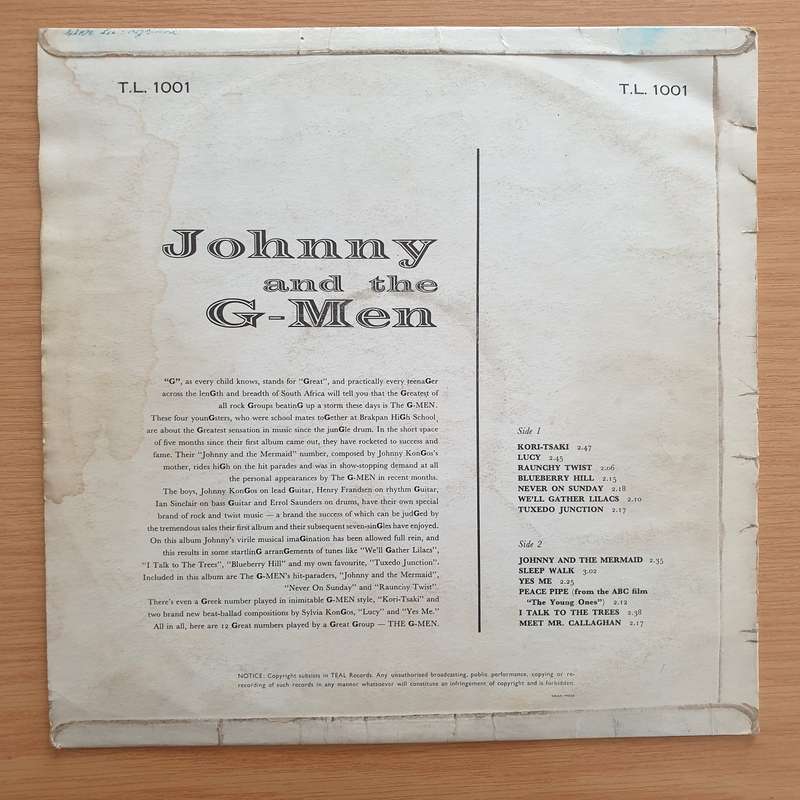 T.L. 1001
T.L. 1001
Johnny
and the
G-Men
"G", as every child knows, stands for "Great", and practically every teenaGer
across the lenGth and breadth of South Africa will tell you that the Greatest of
all rock Groups beatinG up a storm these days is The G-MEN.
These four younGsters, who were school mates toGether at Brakpan HiGh School,
are about the Greatest sensation in music since the junGle drum. In the short space
of five months since their first album came out, they have rocketed to success and
fame. Their "Johnny and the Mermaid" number, composed by Johnny KonGos's
mother, rides hiGh on the hit parades and was in show-stopping demand at all
the personal appearances by The G-MEN in recent months.
The boys, Johnny KonGos on lead Guitar, Henry Frandsen on rhythm Guitar,
Ian Sinclair on bass Guitar and Errol Saunders on drums, have their own special
brand of rock and twist music — a brand the success of which can be judGed by
the tremendous sales their first album and their subsequent seven-sinGles have enjoyed.
On this album Johnny's virile musical imaGination has been allowed full rein, and
this results in some startlinG arranGements of tunes like "We'll Gather Lilacs",
"I Talk to The Trees", "Blueberry Hill" and my own favourite, "Tuxedo Junction".
Included in this album are The G-MEN's hit-paraders, "Johnny and the Mermaid",
"Never On Sunday" and "Raunchy Twist".
There's even a Greek number played in inimitable G-MEN style, "Kori-Tsaki" and
two brand new beat-ballad compositions by Sylvia KonGos, "Lucy" and "Yes Me."
All in all, here are 12 Great numbers played by a Great Group — THE G-MEN.
Side 1
KORI-TSAKI 2.47
LUCY 2.45
RAUNCHY TWIST 2.06
BLUEBERRY HILL 2.15
NEVER ON SUNDAY 2.18
WE'LL GATHER LILACS 2.10
TUXEDO JUNCTION 2.17
Side 2
JOHNNY AND THE MERMAID 2.35
SLEEP WALK 3.02
YES ME 2.25
PEACE PIPE (from the ABC film
"The Young Ones") 2.12
I TALK TO THE TREES 2.38
MEET MR. CALLAGHAN 2.17
NOTICE: Copyright subsists in TEAL Records. Any unauthorised broadcasting, public performance, copying or re-
recording of such records in any manner whatsoever will constitute an infringement of copyright and is forbidden.